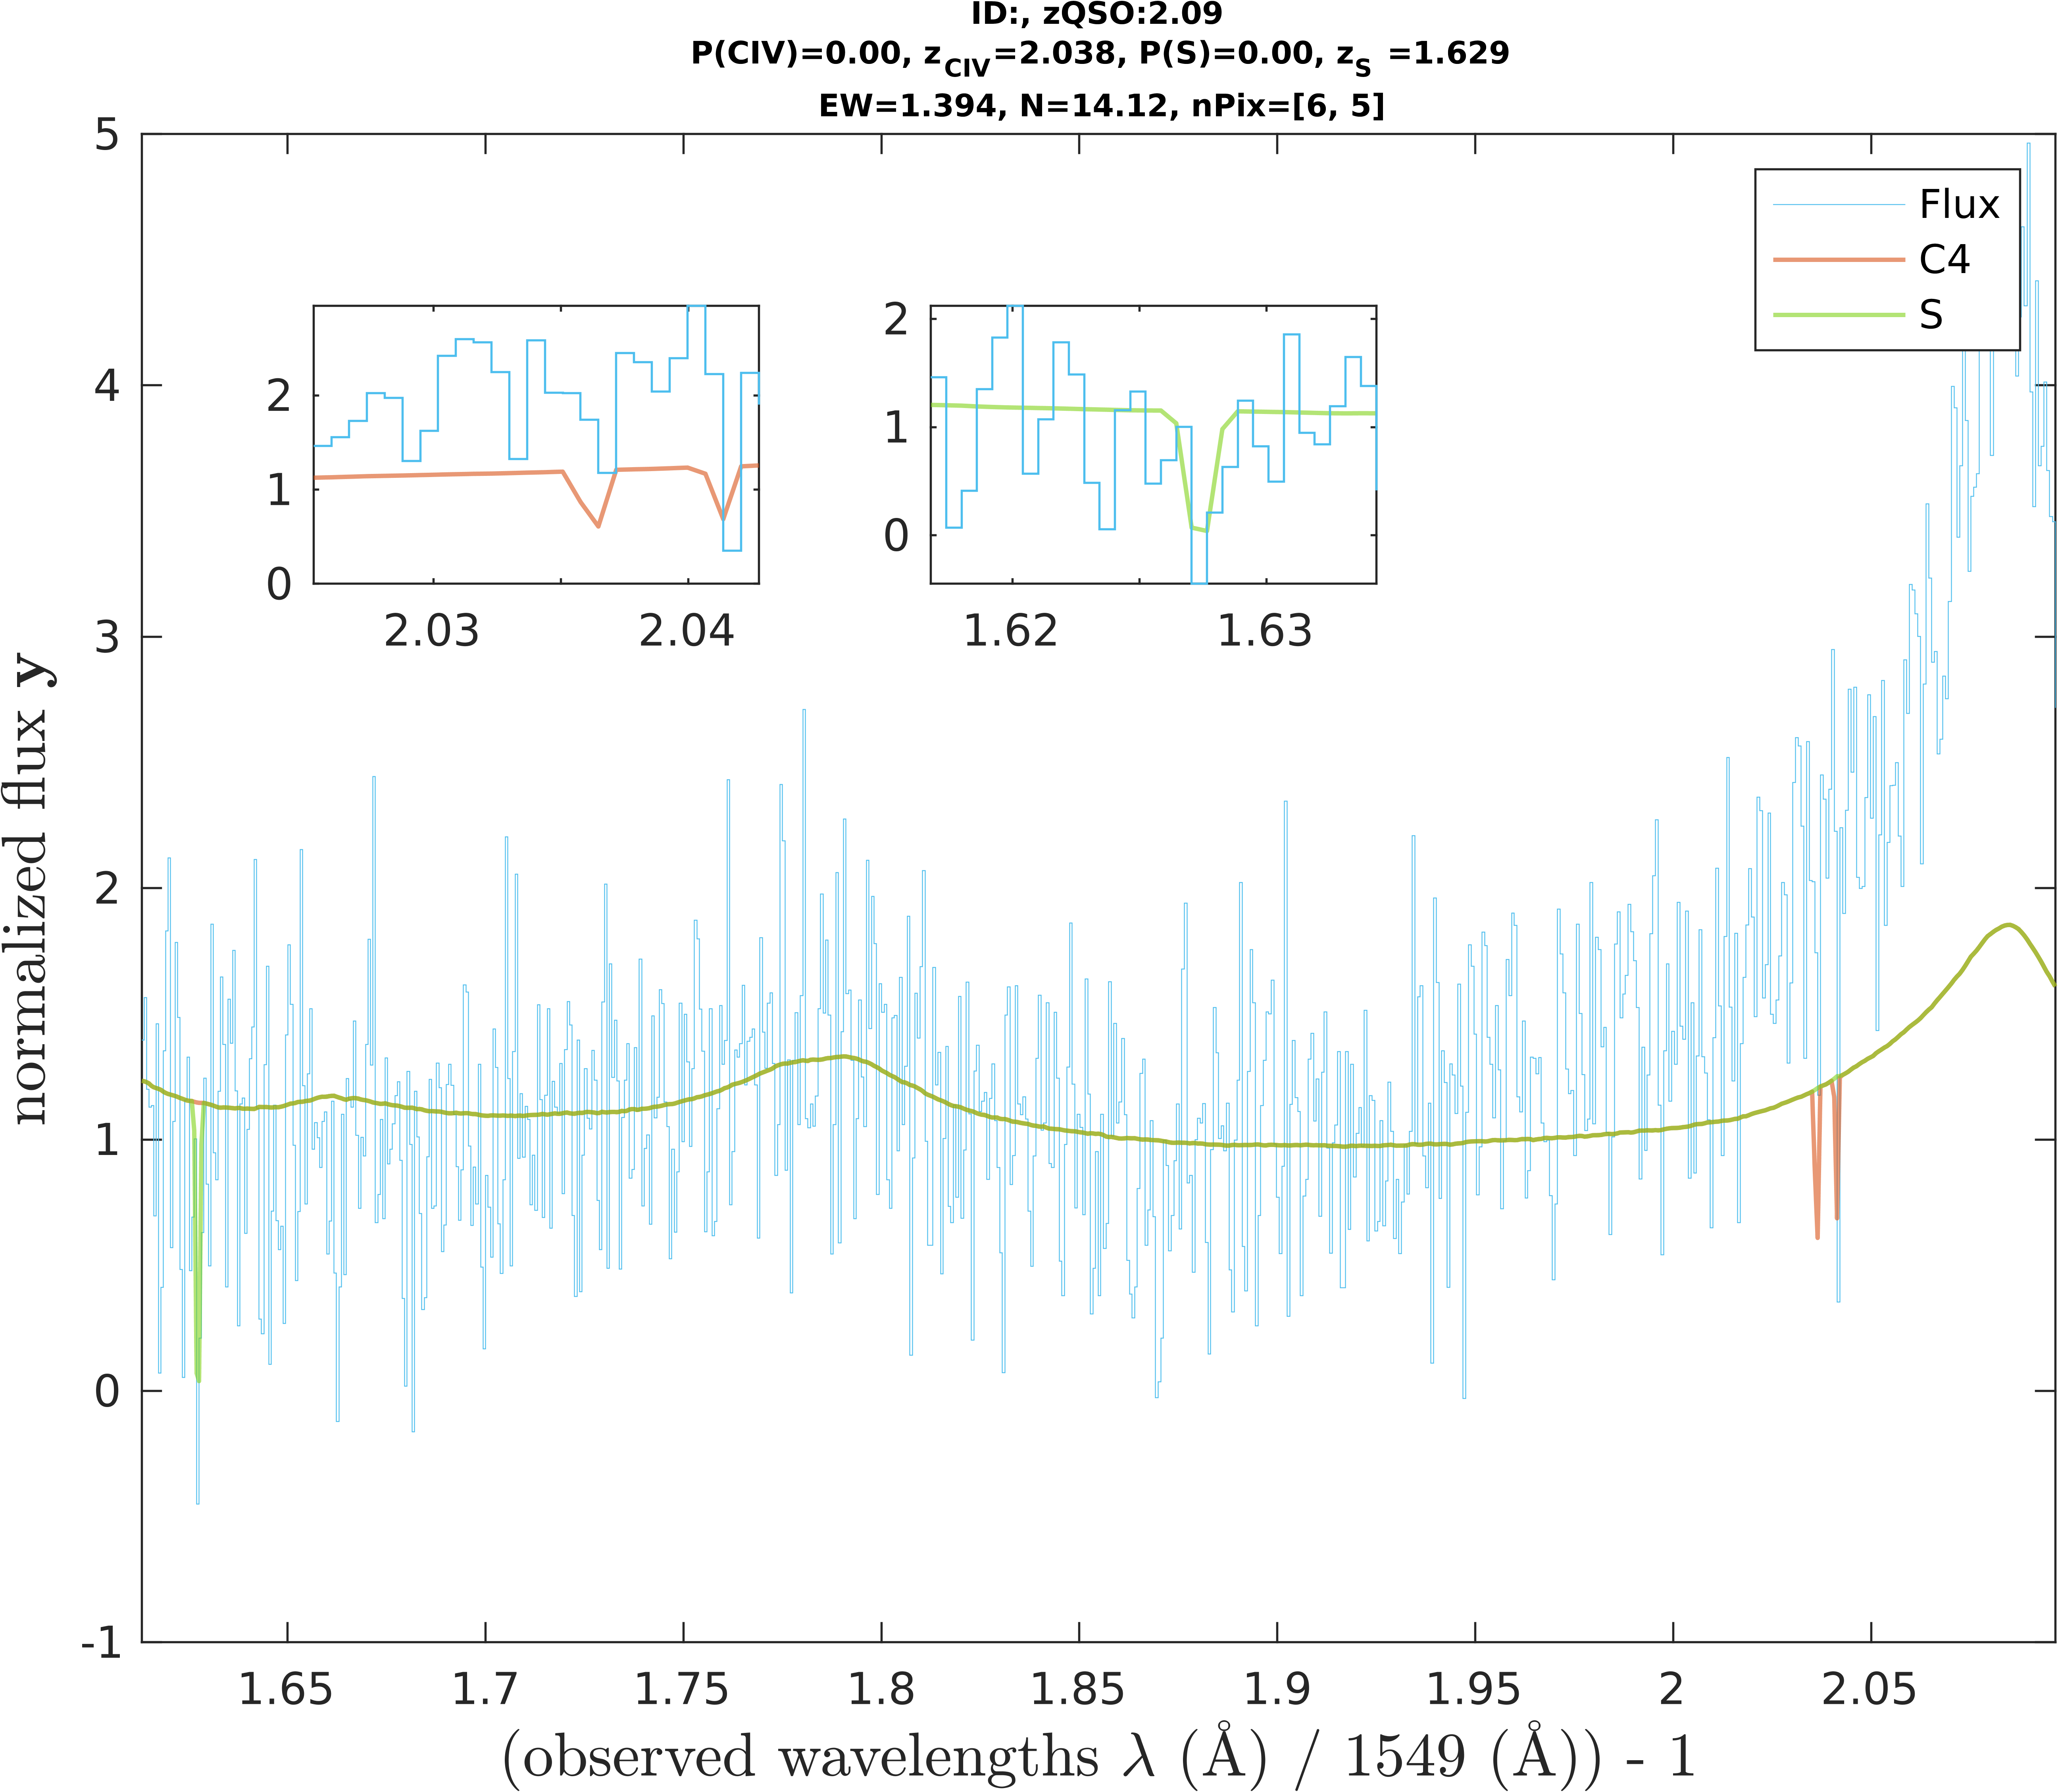 ID:, zQSO:2.09
P(CIV)=0.00, zCIV=2.038, P(S)=0.00, zS =1.629
EW=1.394, N=14.12, nPix=[6, 5]
5
4
3
2
1
0
-1
normalized flux y
Flux
C4
S
2
1
0
2.03 2.04
2
1
0
1.62 1.63
1.65 1.7 1.75 1.8 1.85 1.9 1.95 2 2.05
(observed wavelengths λ (Å) / 1549 (Å)) - 1